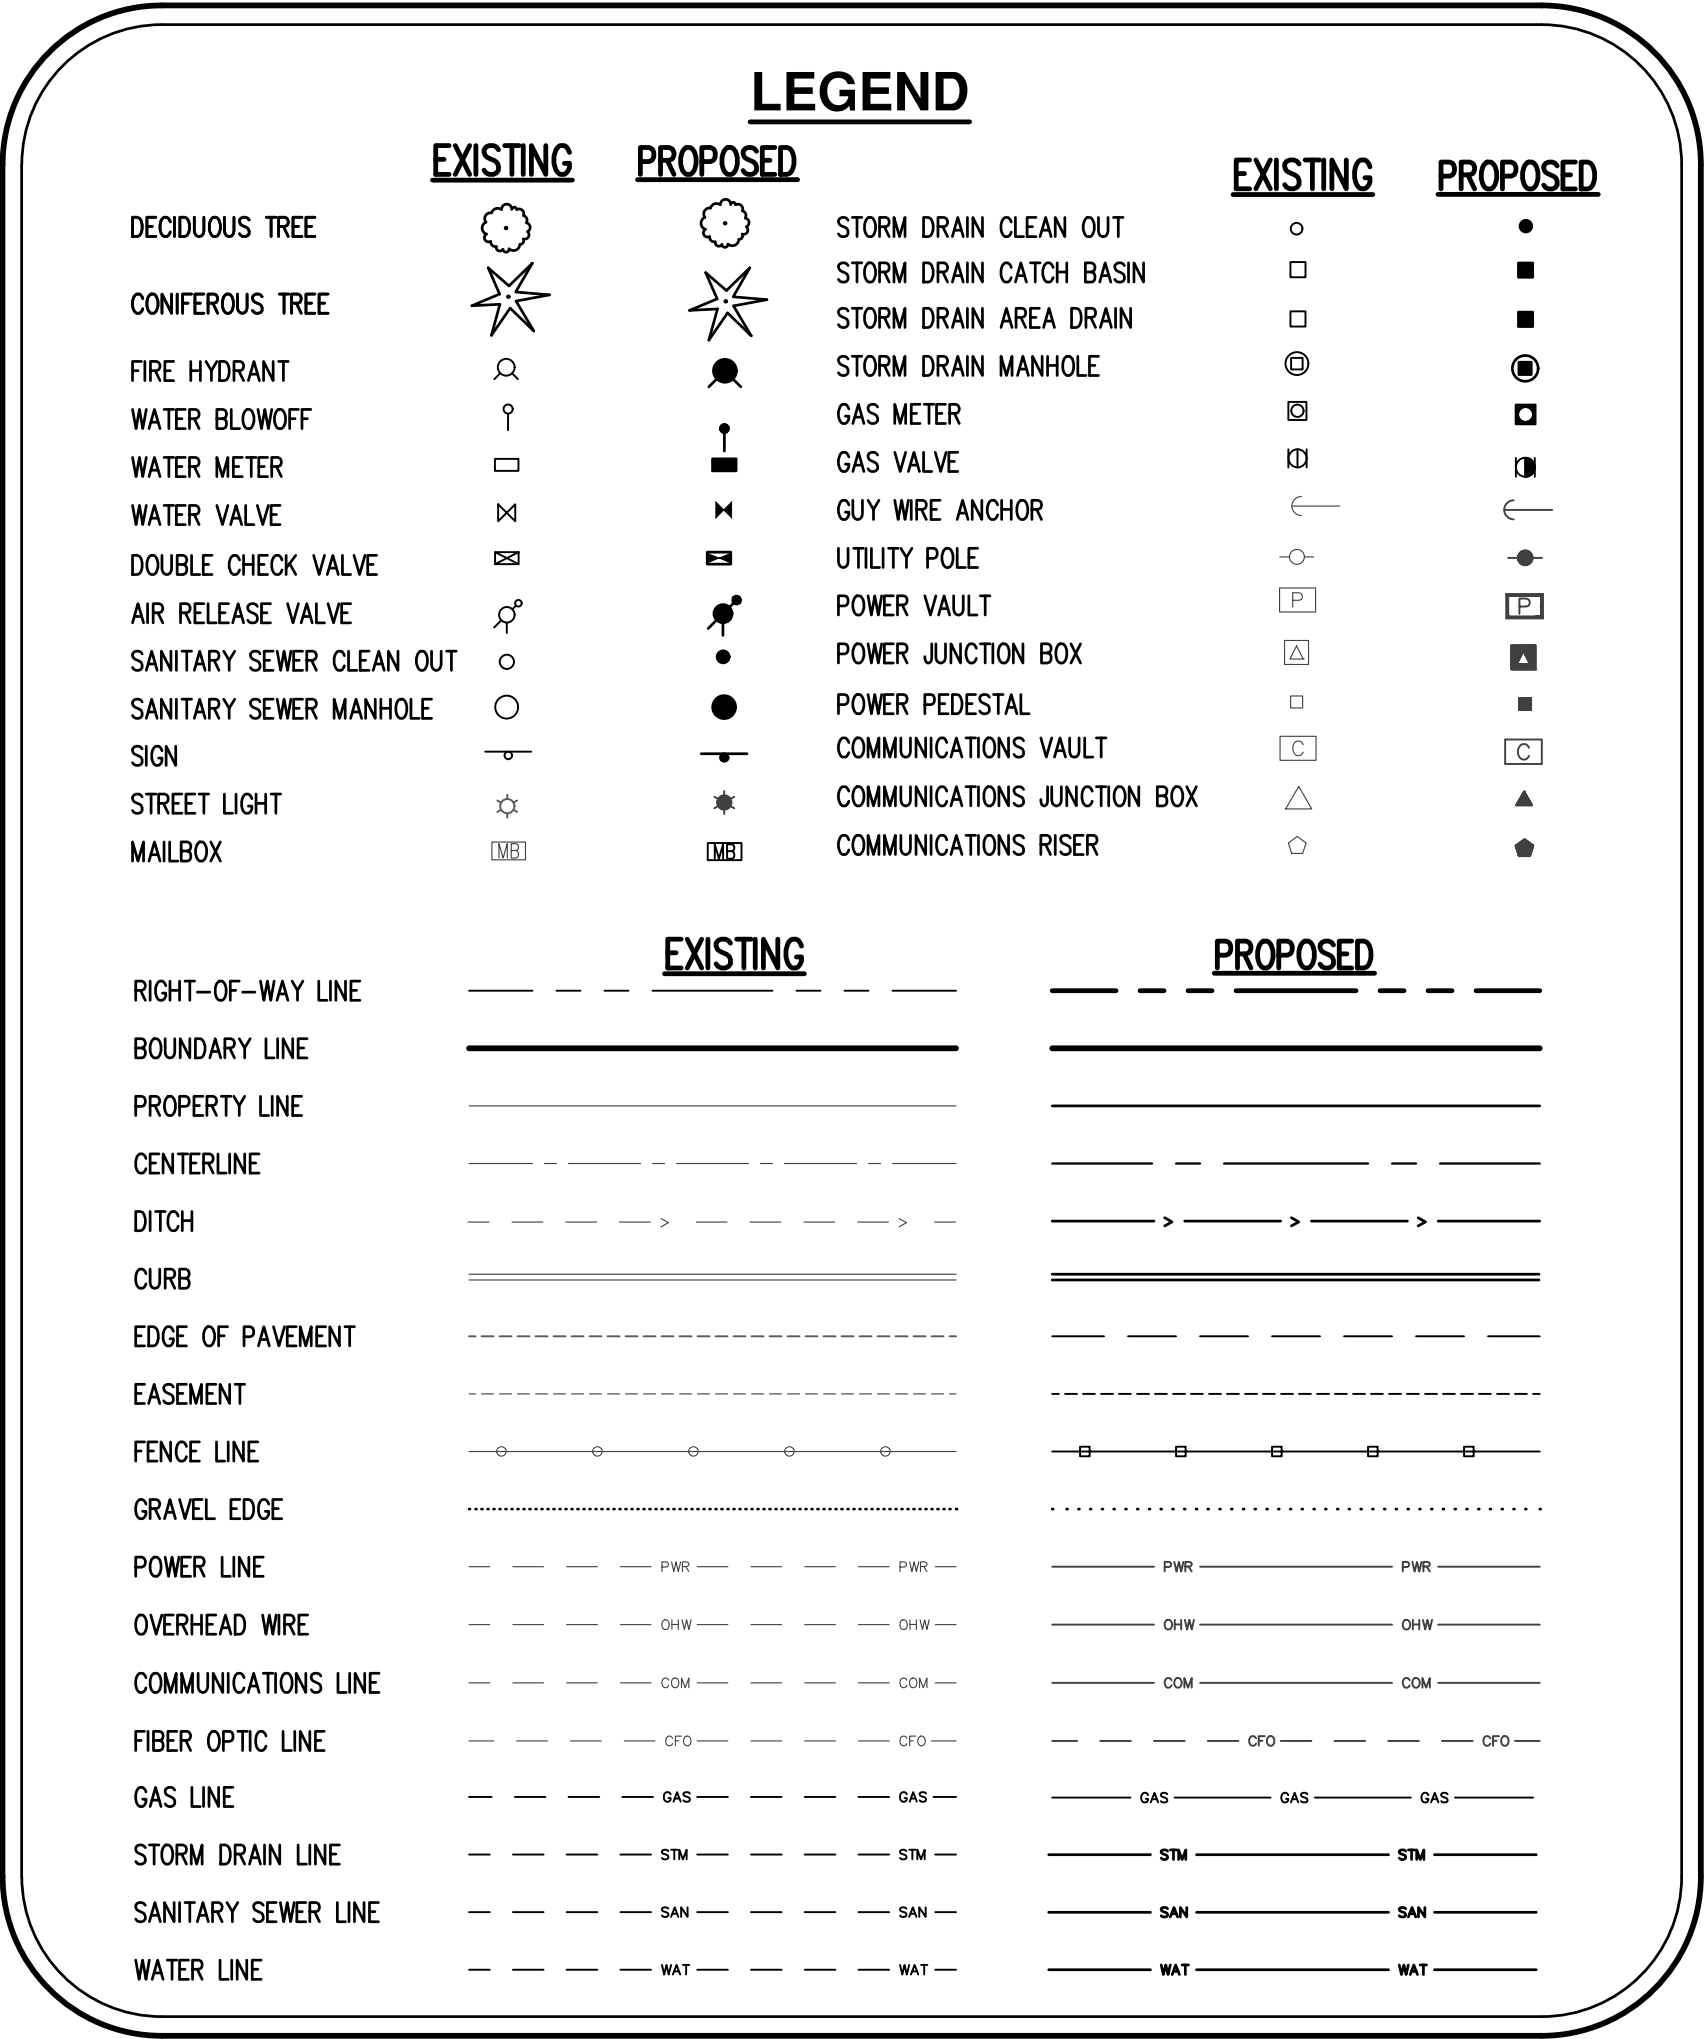 LEGEND
EXISTING PROPOSED
DECIDUOUS TREE
CONIFEROUS TREE
FIRE HYDRANT
WATER BLOWOFF
WATER METER
WATER VALVE
DOUBLE CHECK VALVE
AIR RELEASE VALVE
SANITARY SEWER CLEAN OUT
SANITARY SEWER MANHOLE
SIGN
STREET LIGHT
MAILBOX MB MB
EXISTING PROPOSED
STORM DRAIN CLEAN OUT
STORM DRAIN CATCH BASIN
STORM DRAIN AREA DRAIN
STORM DRAIN MANHOLE
GAS METER
GAS VALVE
GUY WIRE ANCHOR
UTILITY POLE
POWER VAULT P P
POWER JUNCTION BOX
POWER PEDESTAL
COMMUNICATIONS VAULT C C
COMMUNICATIONS JUNCTION BOX
COMMUNICATIONS RISER
EXISTING PROPOSED
RIGHT-OF-WAY LINE
BOUNDARY LINE
PROPERTY LINE
CENTERLINE
DITCH > > > > >
CURB
EDGE OF PAVEMENT
EASEMENT
FENCE LINE
GRAVEL EDGE
POWER LINE PWR PWR PWR PWR
OVERHEAD WIRE OHW OHW OHW OHW
COMMUNICATIONS LINE COM COM COM COM
FIBER OPTIC LINE CFO CFO CFO CFO
GAS LINE GAS GAS GAS GAS GAS
STORM DRAIN LINE STM STM STM STM
SANITARY SEWER LINE SAN SAN SAN SAN
WATER LINE WAT WAT WAT WAT